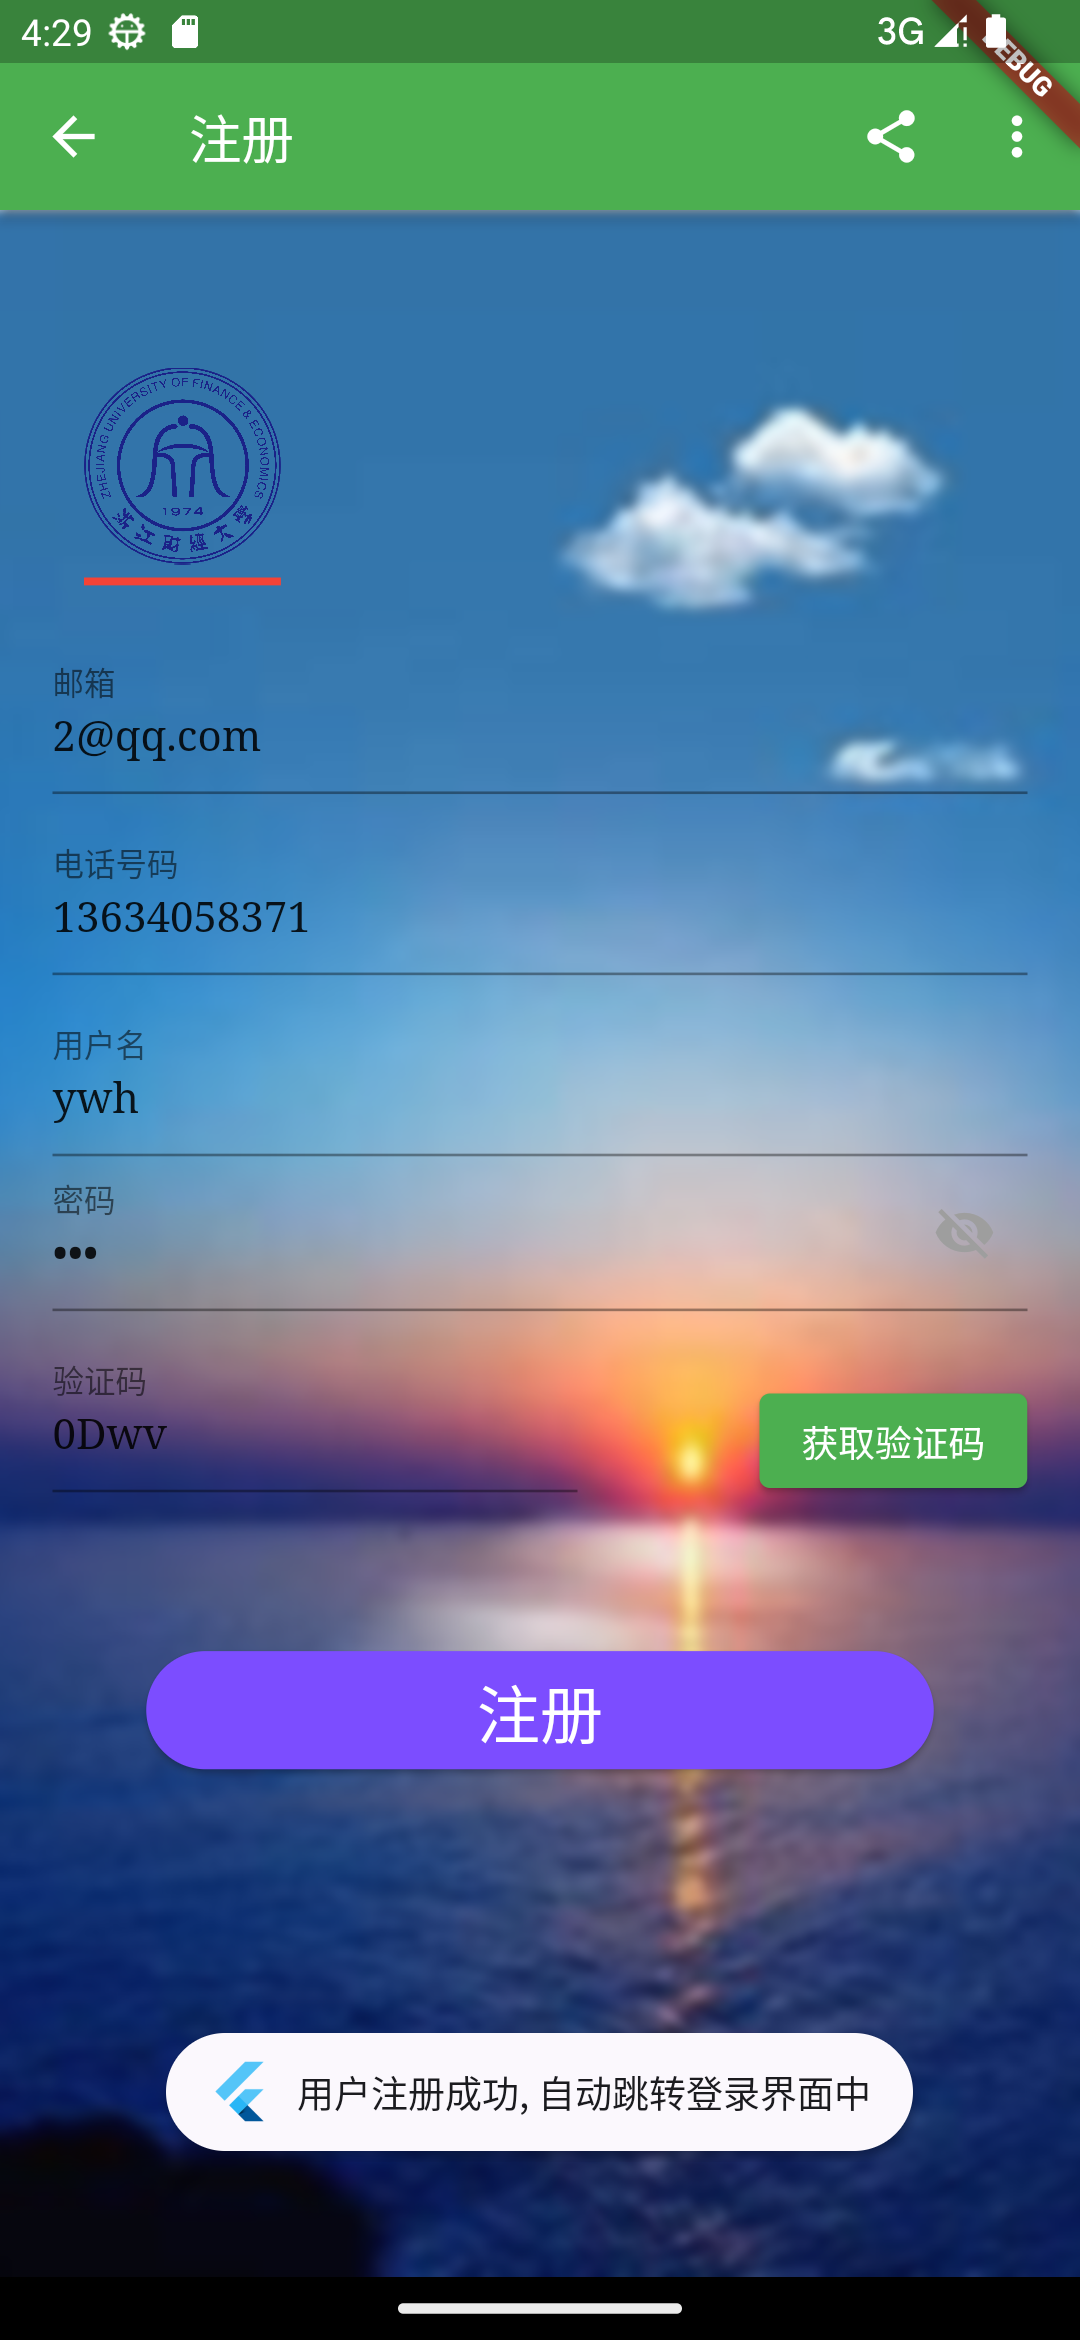 4:29
3G
DEBUG
注册
ZHEJIANG UNIVERSITY OF FINANCE & ECONOMICS
1974
浙江财经大学
邮箱
2@qq.com
电话号码
13634058371
用户名
ywh
密码
•••
验证码
0Dwv
获取验证码
注册
用户注册成功, 自动跳转登录界面中